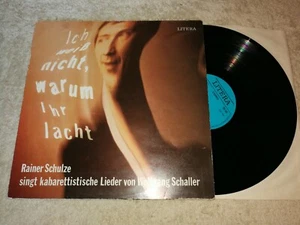 LITERA
Ich
weiß
nicht,
warum
Ihr
lacht
Rainer Schulze
singt kabarettistische Lieder von Wolfgang Schaller
LITERA